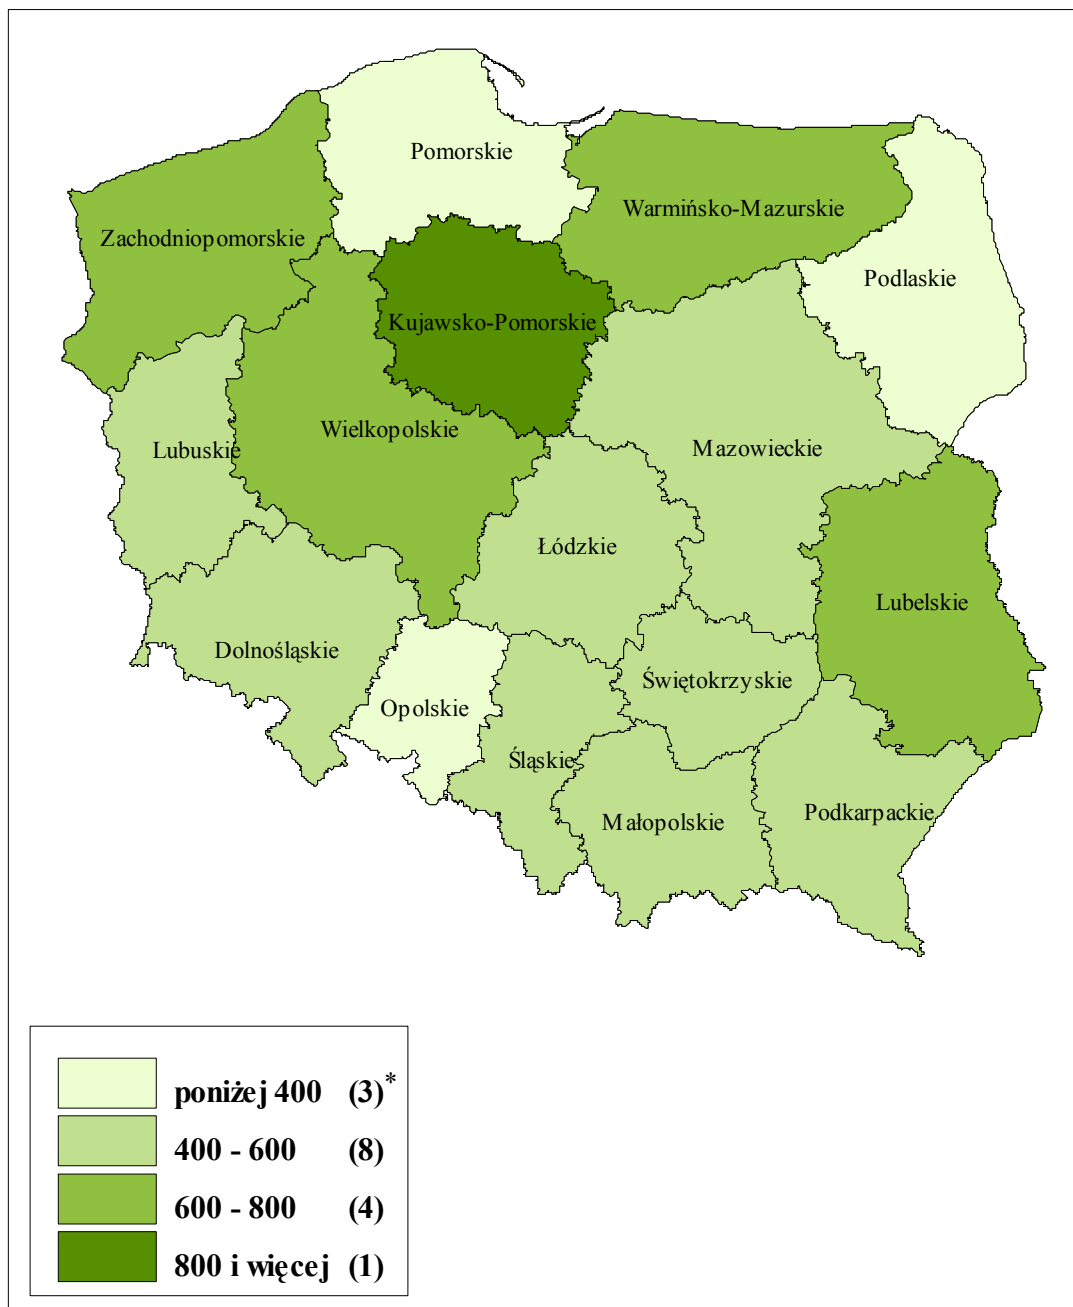 Pomorskie
Warmińsko-Mazurskie
Zachodniopomorskie
Podlaskie
Kujawsko-Pomorskie
Wielkopolskie
Lubuskie
Mazowieckie
Łódzkie
Lubelskie
Dolnośląskie
Świętokrzyskie
Opolskie
Śląskie
Podkarpackie
Małopolskie
poniżej 400 (3)*
400 - 600 (8)
600 - 800 (4)
800 i więcej (1)